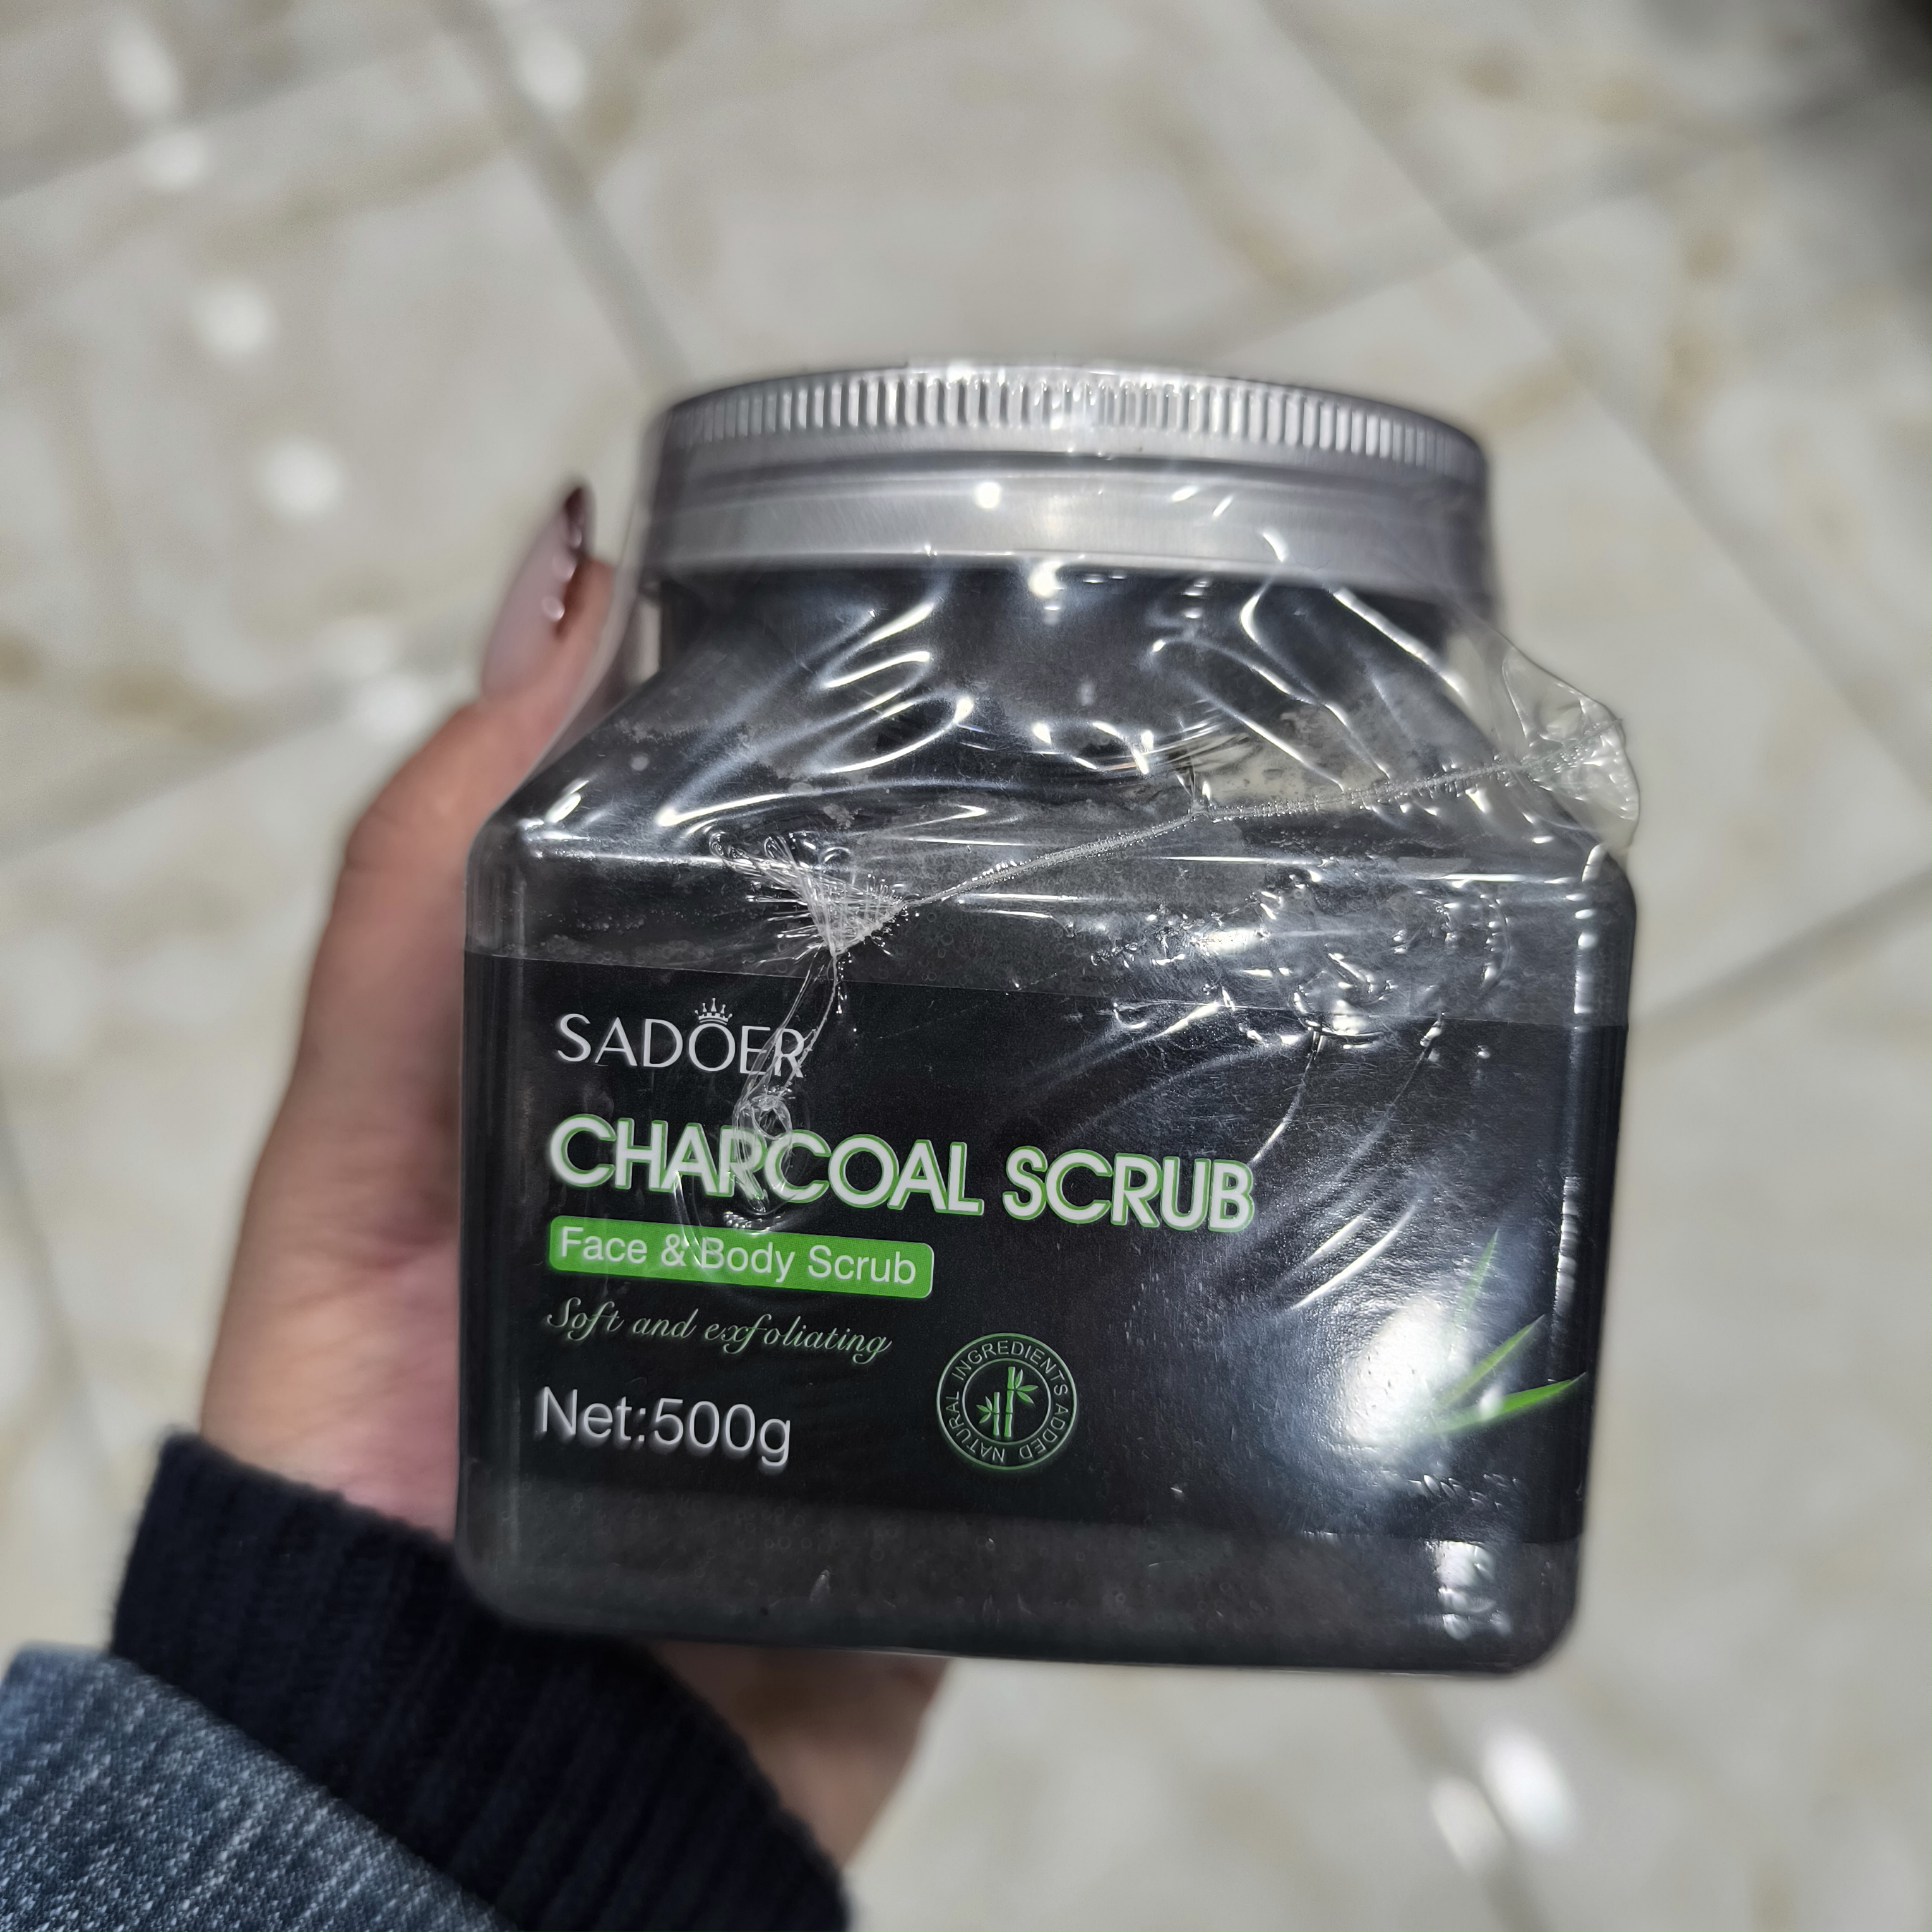 SADOER
CHARCOAL SCRUB
Face & Body Scrub
Soft and exfoliating
Net:500g
NATURAL INGREDIENTS ADDED